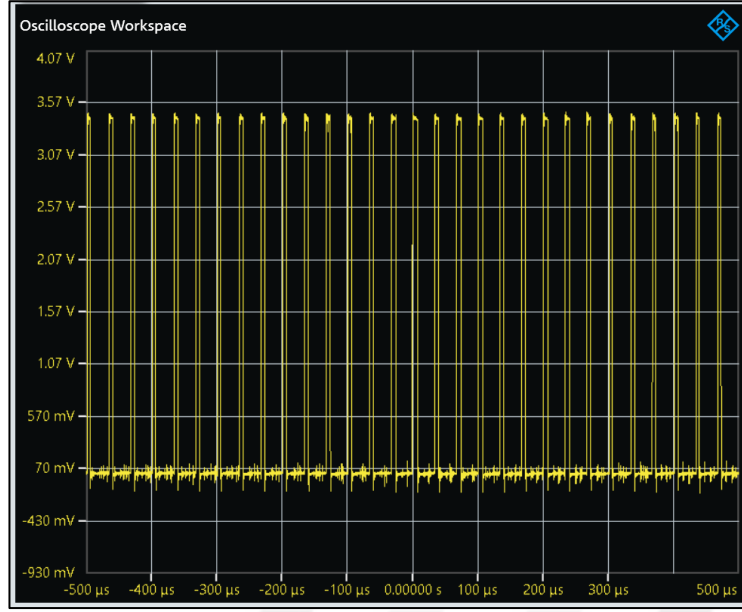 Oscilloscope Workspace
R
S
4.07 V
3.57 V
3.07 V
2.57 V
2.07 V
1.57 V
1.07 V
570 mV
70 mV
-430 mV
-930 mV
-500 µs -400 µs -300 µs -200 µs -100 µs 0.00000 s 100 µs 200 µs 300 µs 500 µs